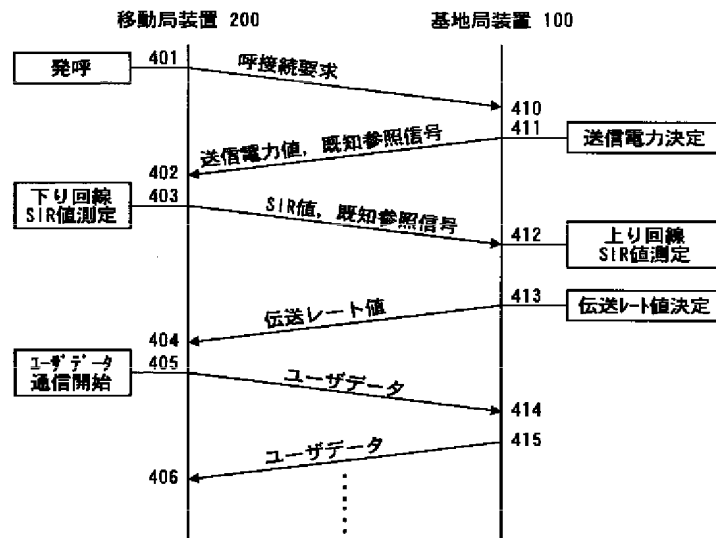 移動局装置 200
基地局装置 100
401
発呼
呼接続要求
410
411
送信電力決定
送信電力値，既知参照信号
402
403
下り回線
SIR値測定
SIR値，既知参照信号
412
上り回線
SIR値測定
413
伝送ﾚｰﾄ値決定
伝送レート値
404
405
ﾕｰｻﾞﾃﾞｰﾀ
通信開始
ユーザデータ
414
415
ユーザデータ
406